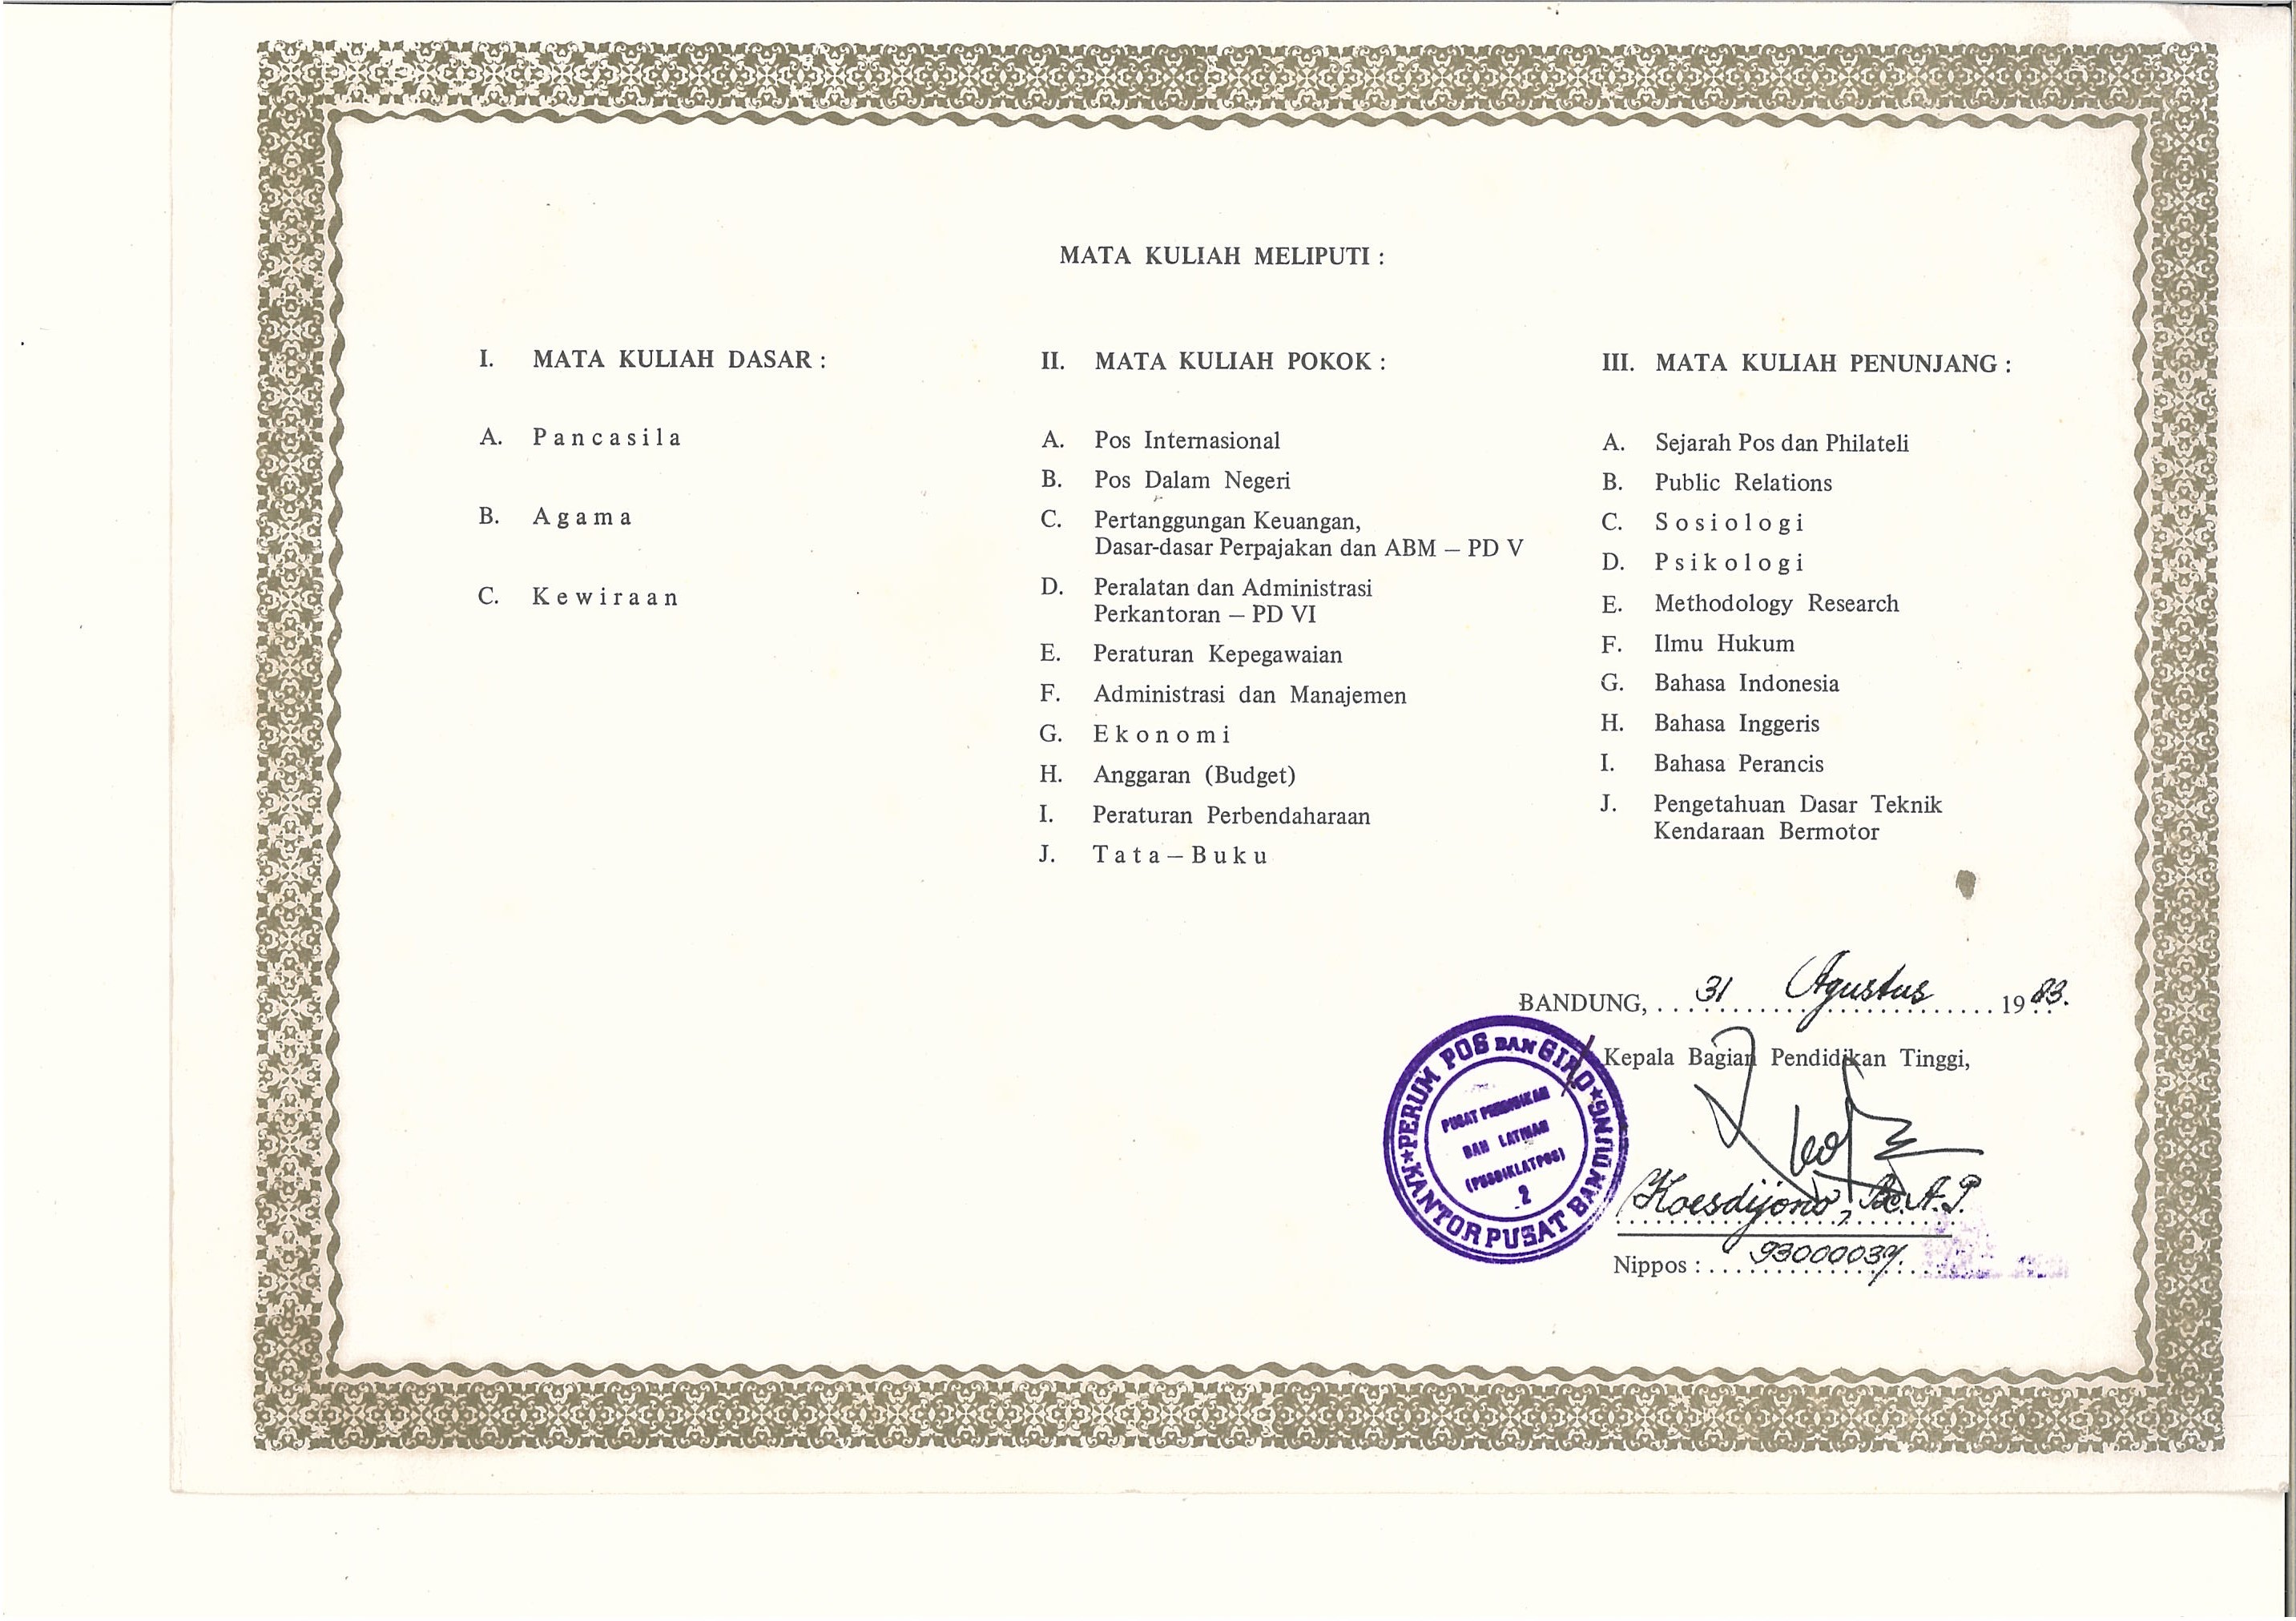 MATA KULIAH MELIPUTI :
I. MATA KULIAH DASAR :
A. Pancasila
B. Agama
C. Kewiraan
II. MATA KULIAH POKOK :
A. Pos Internasional
B. Pos Dalam Negeri
C. Pertanggungan Keuangan,
Dasar-dasar Perpajakan dan ABM – PD V
D. Peralatan dan Administrasi
Perkantoran – PD VI
E. Peraturan Kepegawaian
F. Administrasi dan Manajemen
G. Ekonomi
H. Anggaran (Budget)
I. Peraturan Perbendaharaan
J. Tata – Buku
III. MATA KULIAH PENUNJANG :
A. Sejarah Pos dan Philateli
B. Public Relations
C. Sosiologi
D. Psikologi
E. Methodology Research
F. Ilmu Hukum
G. Bahasa Indonesia
H. Bahasa Inggeris
I. Bahasa Perancis
J. Pengetahuan Dasar Teknik
Kendaraan Bermotor
BANDUNG, 31 Agustus 1983.
Kepala Bagian Pendidikan Tinggi,
PERUM POS DAN GIRO
KANTOR PUSAT BANDUNG
PUSAT PENDIDIKAN
DAN LATIHAN
(PUSDIKLATPOS)
2
Koesdijono, Bc.A.P.
Nippos :